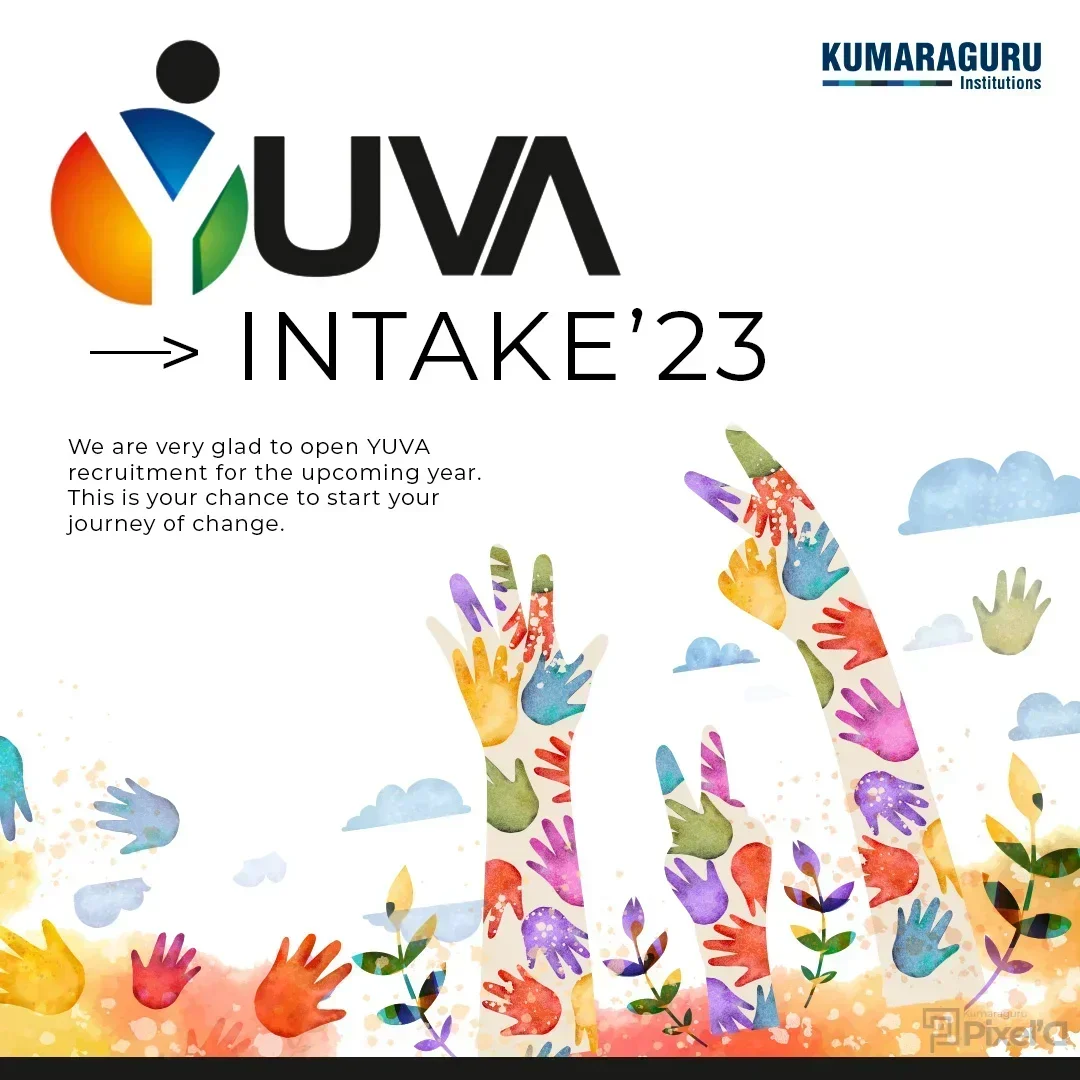 KUMARAGURU
Institutions
YUVA
INTAKE’23
We are very glad to open YUVA
recruitment for the upcoming year.
This is your chance to start your
journey of change.
kumaraguru
Pixel'a